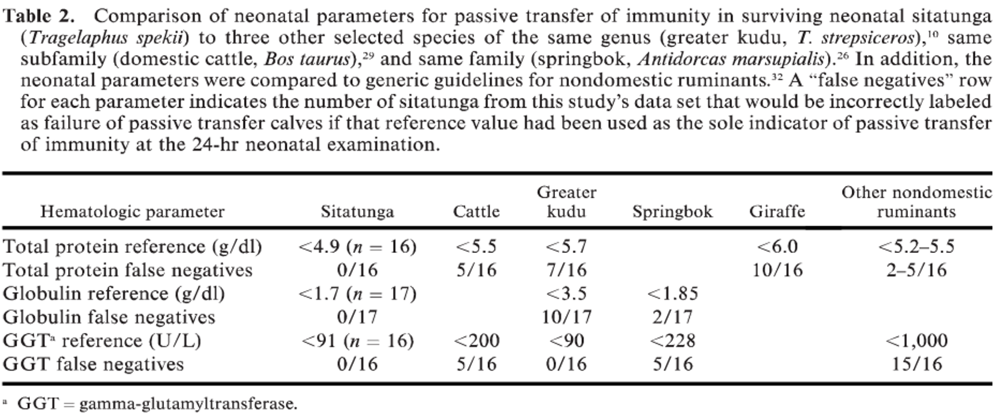 Table 2. Comparison of neonatal parameters for passive transfer of immunity in surviving neonatal sitatunga
(Tragelaphus spekii) to three other selected species of the same genus (greater kudu, T. strepsiceros),¹⁰ same
subfamily (domestic cattle, Bos taurus),²⁹ and same family (springbok, Antidorcas marsupialis).²⁶ In addition, the
neonatal parameters were compared to generic guidelines for nondomestic ruminants.³² A “false negatives” row
for each parameter indicates the number of sitatunga from this study’s data set that would be incorrectly labeled
as failure of passive transfer calves if that reference value had been used as the sole indicator of passive transfer
of immunity at the 24-hr neonatal examination.
Hematologic parameter Sitatunga Cattle Greater kudu Springbok Giraffe Other nondomestic ruminants
Total protein reference (g/dl) <4.9 (n = 16) <5.5 <5.7 <6.0 <5.2–5.5
Total protein false negatives 0/16 5/16 7/16 10/16 2–5/16
Globulin reference (g/dl) <1.7 (n = 17) <3.5 <1.85
Globulin false negatives 0/17 10/17 2/17
GGTᵃ reference (U/L) <91 (n = 16) <200 <90 <228 <1,000
GGT false negatives 0/16 5/16 0/16 5/16 15/16
ᵃ GGT = gamma-glutamyltransferase.